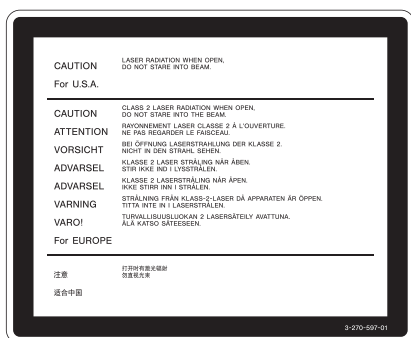 CAUTION LASER RADIATION WHEN OPEN,
DO NOT STARE INTO BEAM.
For U.S.A.
CAUTION CLASS 2 LASER RADIATION WHEN OPEN,
DO NOT STARE INTO THE BEAM.
ATTENTION RAYONNEMENT LASER CLASSE 2 Á L'OUVERTURE.
NE PAS REGARDER LE FAISCEAU.
VORSICHT BEI ÖFFNUNG LASERSTRAHLUNG DER KLASSE 2.
NICHT IN DEN STRAHL SEHEN.
ADVARSEL KLASSE 2 LASER STRÅLING NÅR ÅBEN.
STIR IKKE IND I LYSSTRÅLEN.
ADVARSEL KLASSE 2 LASERSTRÅLING NÅR ÅPEN.
IKKE STIRR INN I STRÅLEN.
VARNING STRÅLNING FRÅN KLASS-2-LASER DÅ APPARATEN ÄR ÖPPEN.
TITTA INTE IN I LASERSTRÅLEN.
VARO! TURVALLISUUSLUOKAN 2 LASERSÄTEILY AVATTUNA.
ÄLÄ KATSO SÄTEESEEN.
For EUROPE
注意 打开时有激光辐射
勿直视光束
适合中国
3-270-597-01